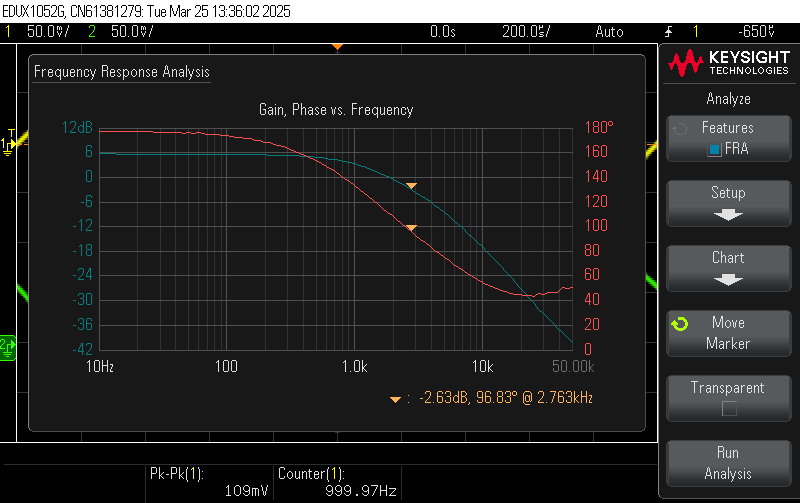 EDUX1052G, CN61381279: Tue Mar 25 13:36:02 2025
1 50.0V/ 2 50.0V/ 0.0s 200.0s/ Auto 1 -650V
KEYSIGHT
TECHNOLOGIES
Analyze
Features
FRA
Setup
Chart
Move
Marker
Transparent
Run
Analysis
Frequency Response Analysis
Gain, Phase vs. Frequency
12dB 180°
6 160
0 140
-6 120
-12 100
-18 80
-24 60
-30 40
-36 20
-42 0
10Hz 100 1.0k 10k 50.00k
: -2.63dB, 96.83° @ 2.763kHz
T
1
2
Pk-Pk(1): Counter(1):
109mV 999.97Hz